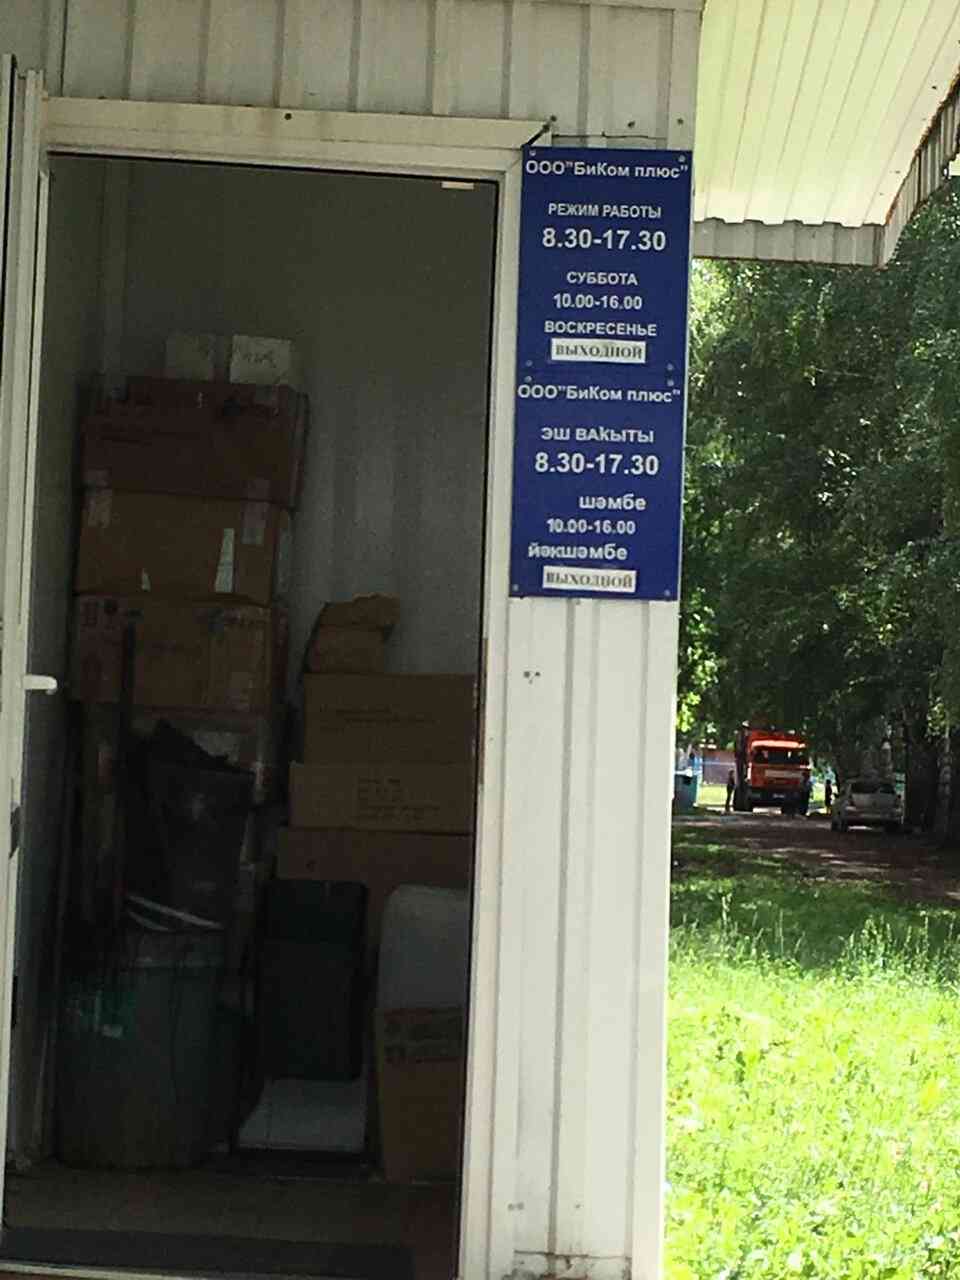 ООО"БиКом плюс"
РЕЖИМ РАБОТЫ
8.30-17.30
СУББОТА
10.00-16.00
ВОСКРЕСЕНЬЕ
ВЫХОДНОЙ
ООО"БиКом плюс"
ЭШ ВАКЫТЫ
8.30-17.30
шәмбе
10.00-16.00
йәкшәмбе
ВЫХОДНОЙ